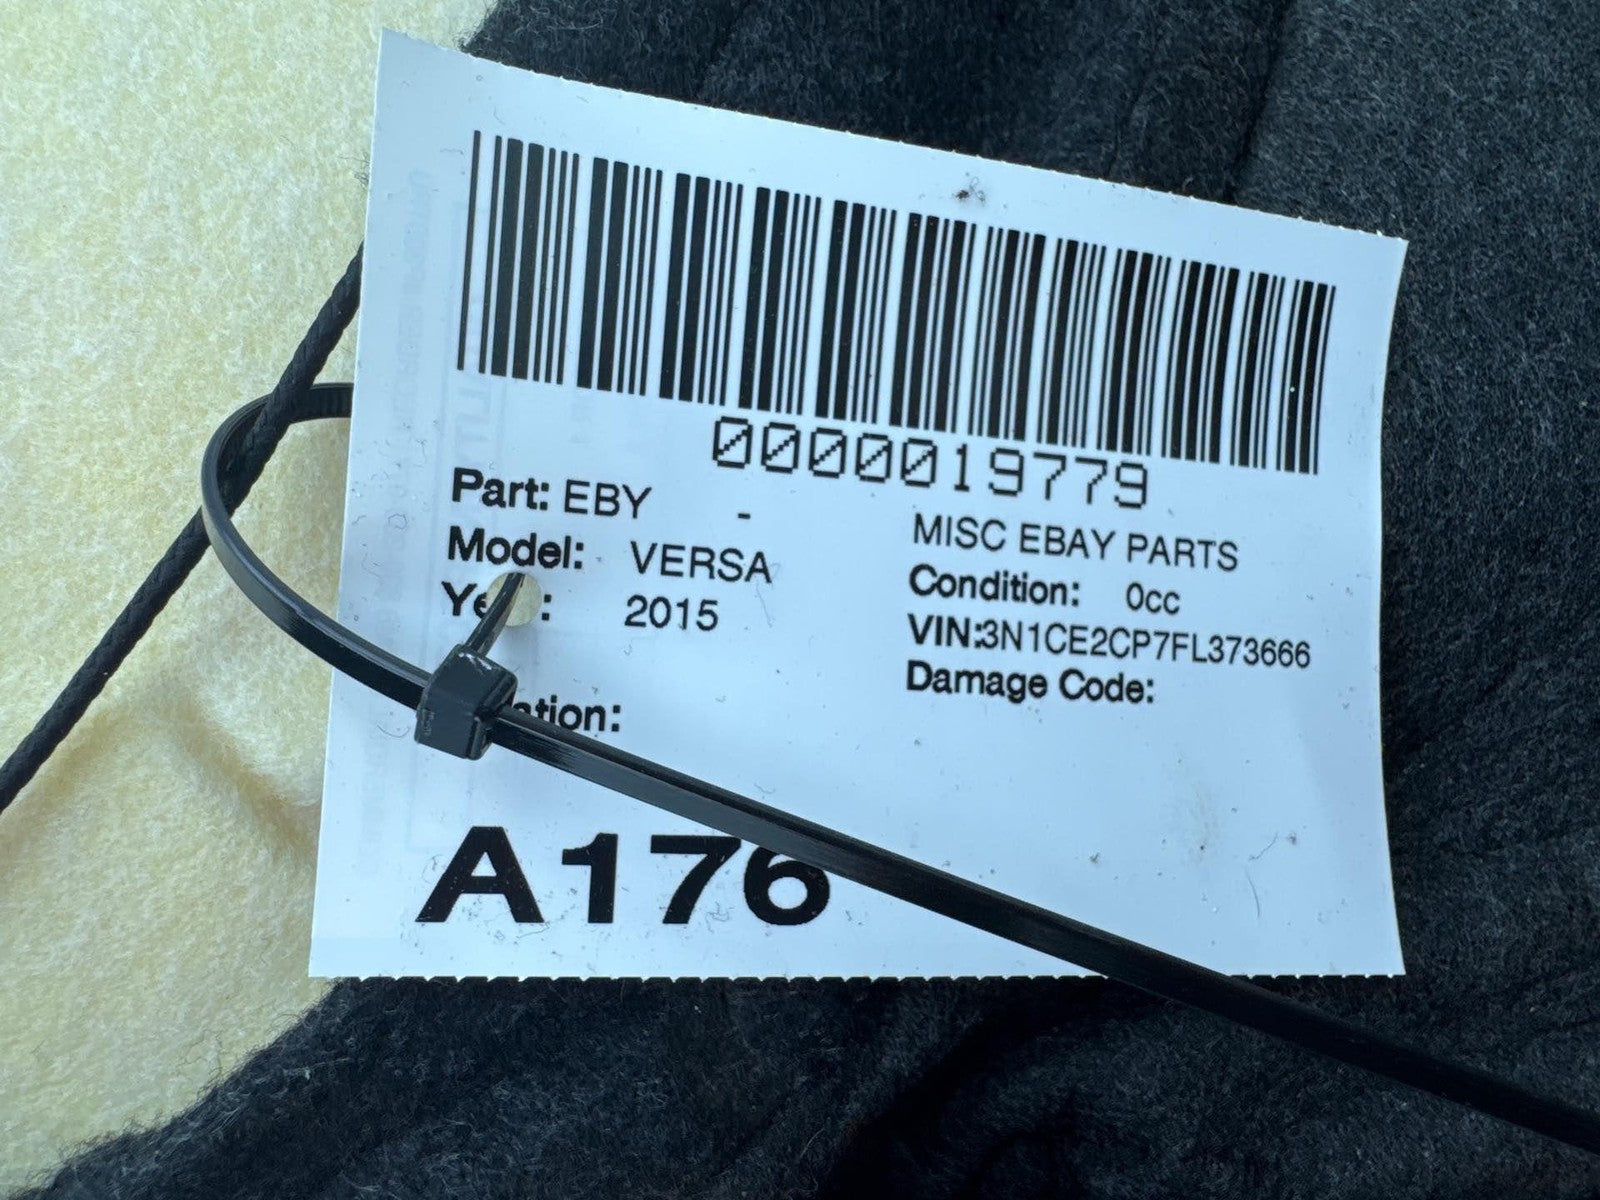 0000019779
Part: EBY -
MISC EBAY PARTS
Model: VERSA
Condition: 0cc
2015
VIN:3N1CE2CP7FL373666
Damage Code:
A176